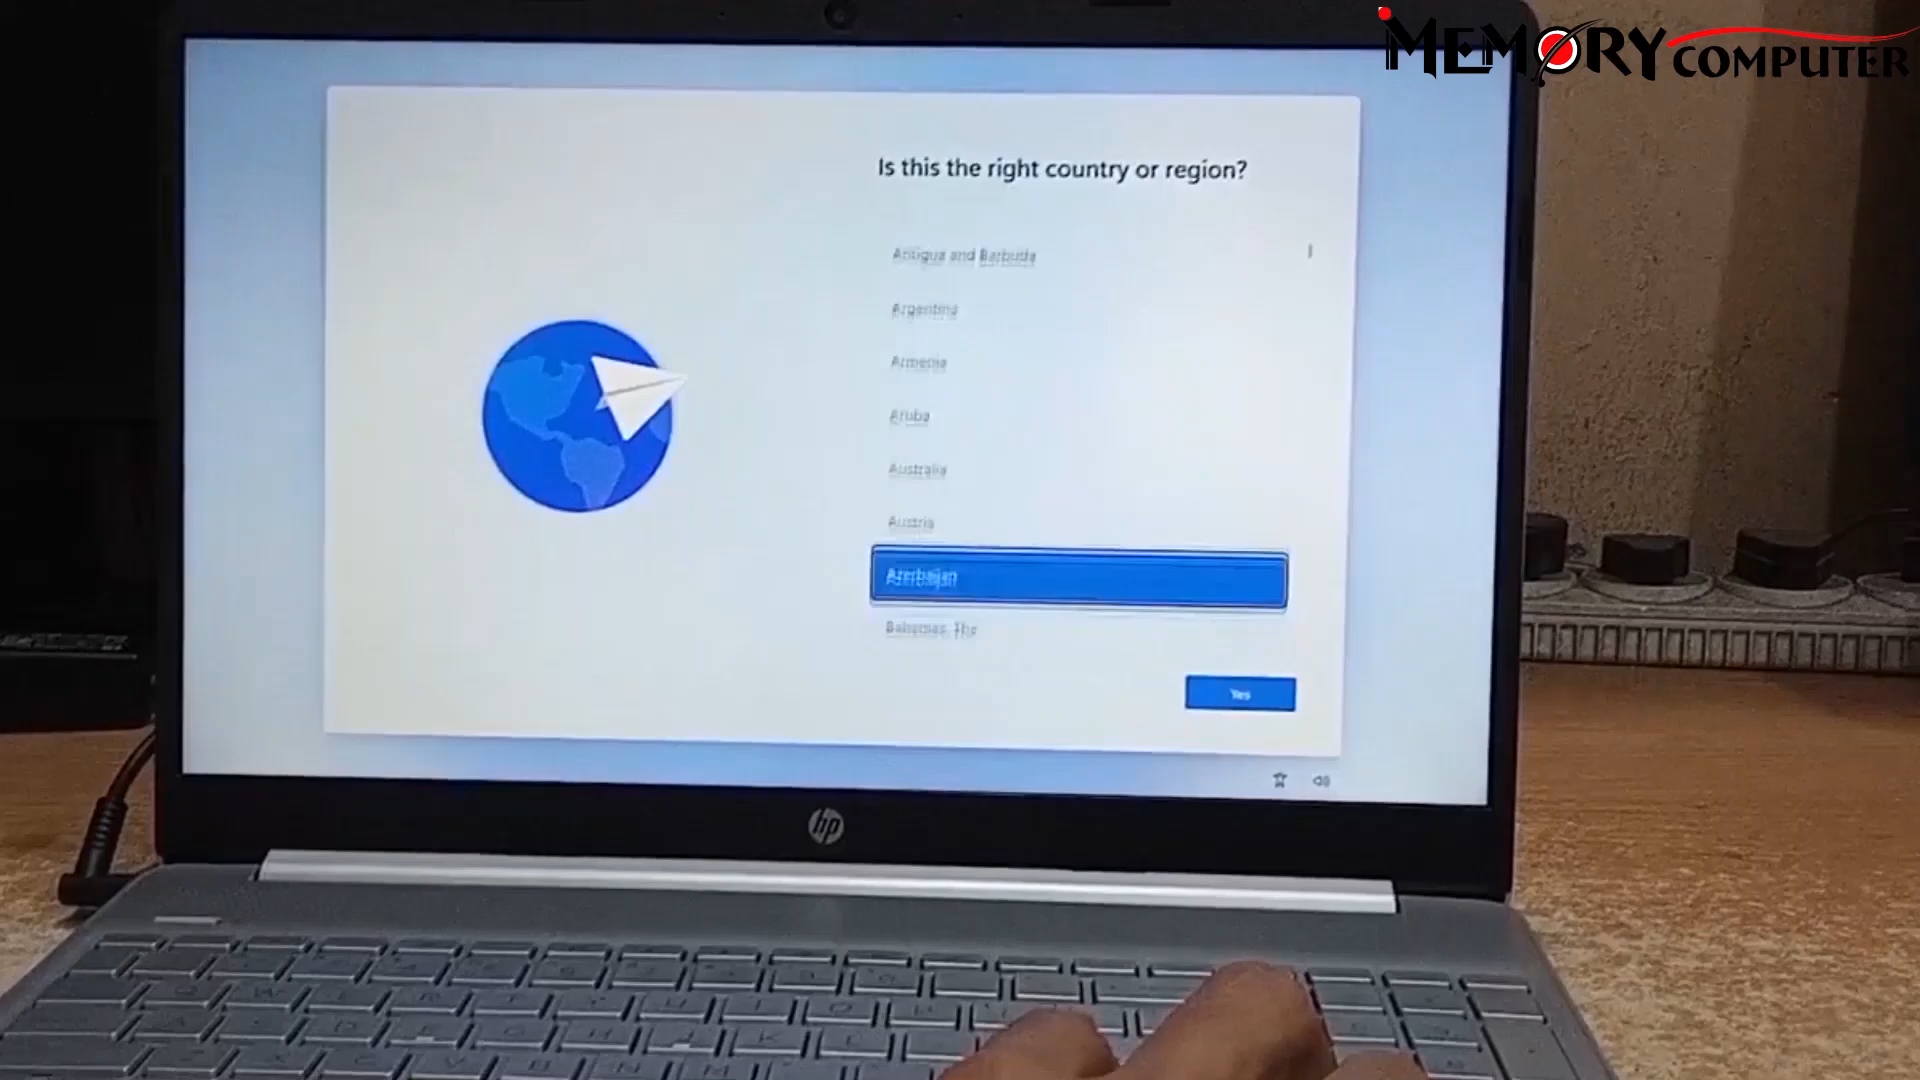 MEMORY COMPUTER
Is this the right country or region?
Antigua and Barbuda
Argentina
Armenia
Aruba
Australia
Austria
Azerbaijan
Bahamas, The
Yes
hp